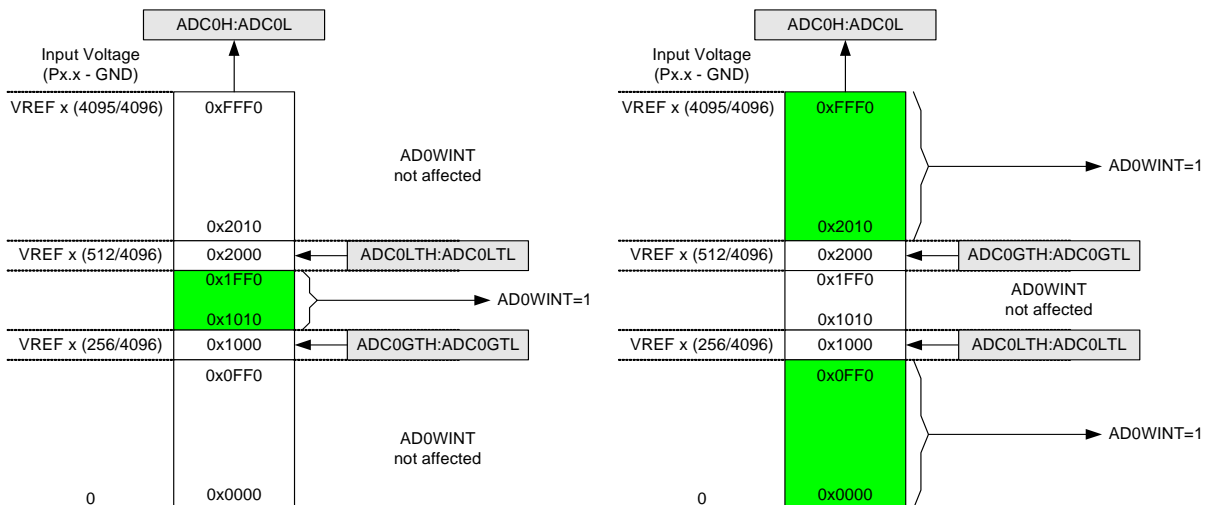 ADC0H:ADC0L
Input Voltage
(Px.x - GND)
VREF x (4095/4096)
0xFFF0
AD0WINT
not affected
0x2010
VREF x (512/4096)
0x2000
ADC0LTH:ADC0LTL
0x1FF0
AD0WINT=1
0x1010
VREF x (256/4096)
0x1000
ADC0GTH:ADC0GTL
0x0FF0
AD0WINT
not affected
0
0x0000
ADC0H:ADC0L
Input Voltage
(Px.x - GND)
VREF x (4095/4096)
0xFFF0
AD0WINT=1
0x2010
VREF x (512/4096)
0x2000
ADC0GTH:ADC0GTL
0x1FF0
AD0WINT
not affected
0x1010
VREF x (256/4096)
0x1000
ADC0LTH:ADC0LTL
0x0FF0
AD0WINT=1
0
0x0000